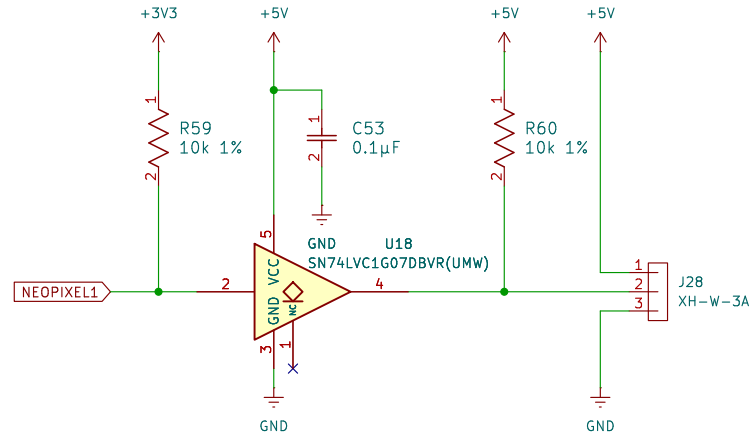 +3V3
+5V
+5V
+5V
1
R59
10k 1%
2
1
C53
0.1µF
2
1
R60
10k 1%
2
GND
U18
SN74LVC1G07DBVR(UMW)
5
VCC
NEOPIXEL1
2
4
GND
NC
3
1
1
2
3
J28
XH-W-3A
GND
GND